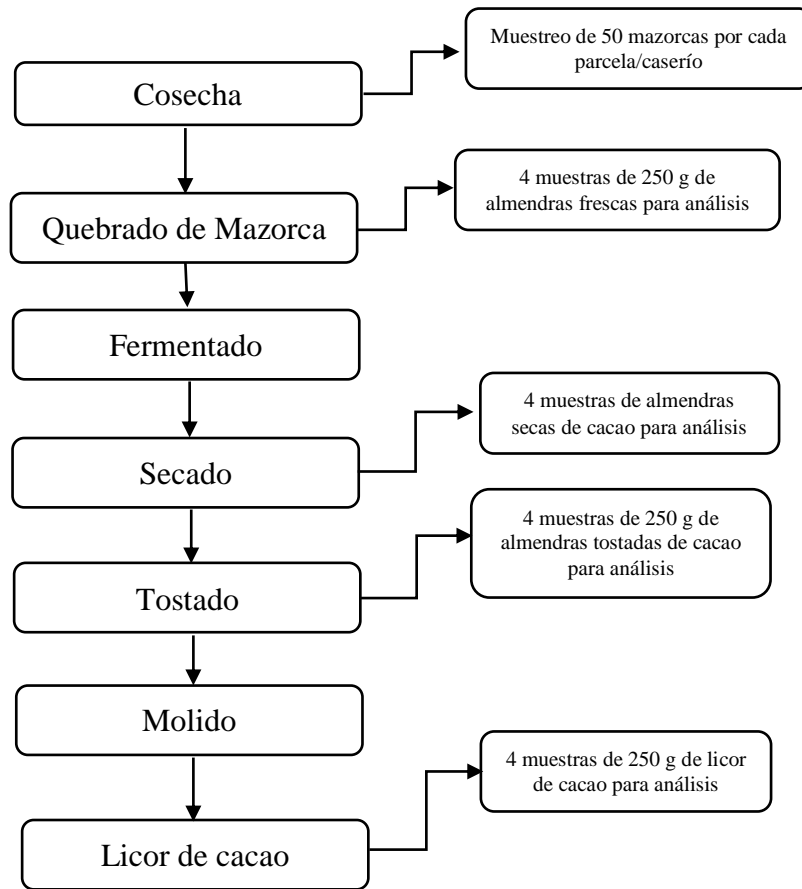 Muestreo de 50 mazorcas por cada
parcela/caserío
Cosecha
4 muestras de 250 g de
almendras frescas para análisis
Quebrado de Mazorca
Fermentado
4 muestras de almendras
secas de cacao para análisis
Secado
4 muestras de 250 g de
almendras tostadas de cacao
para análisis
Tostado
Molido
4 muestras de 250 g de licor
de cacao para análisis
Licor de cacao